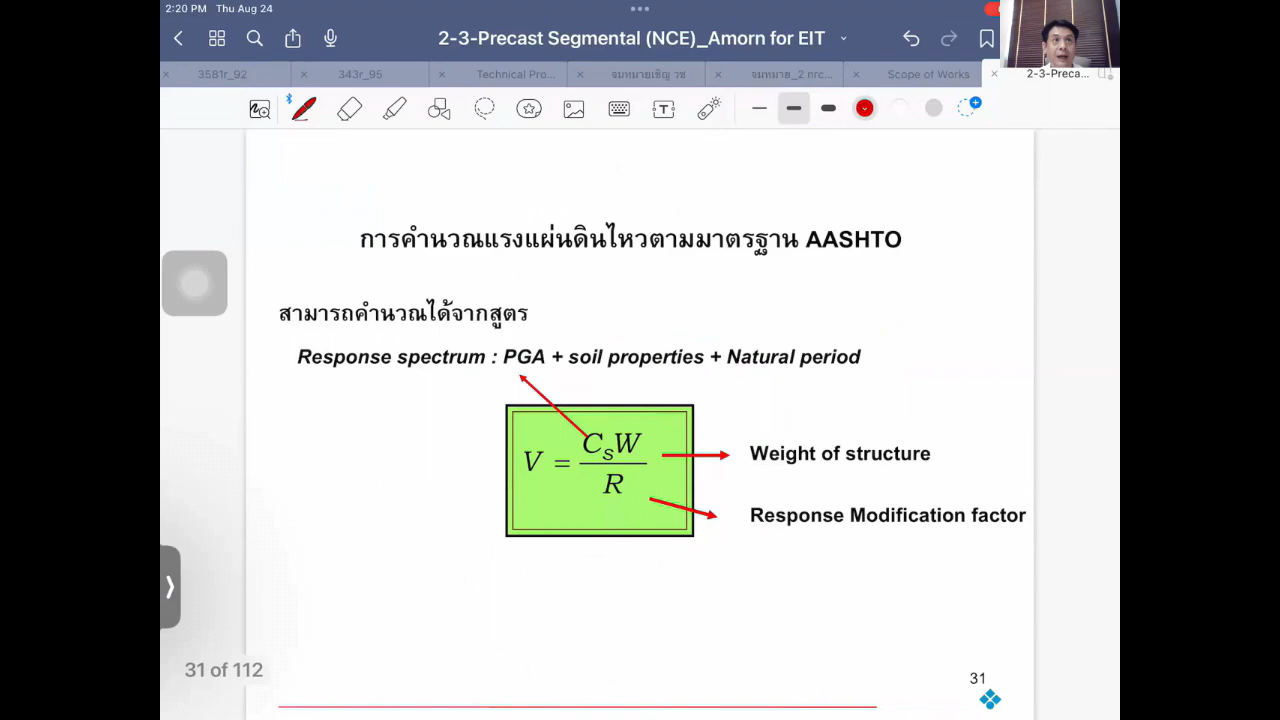 2:20 PM Thu Aug 24
2-3-Precast Segmental (NCE)_Amorn for EIT
3581r_92
343r_95
Technical Pro...
จมหมายเชิญ วช
จมหมาย_2 nrc...
Scope of Works
2-3-Preca...
การคำนวณแรงแผ่นดินไหวตามมาตรฐาน AASHTO
สามารถคำนวณได้จากสูตร
Response spectrum : PGA + soil properties + Natural period
V = CsW / R
Weight of structure
Response Modification factor
31 of 112
31